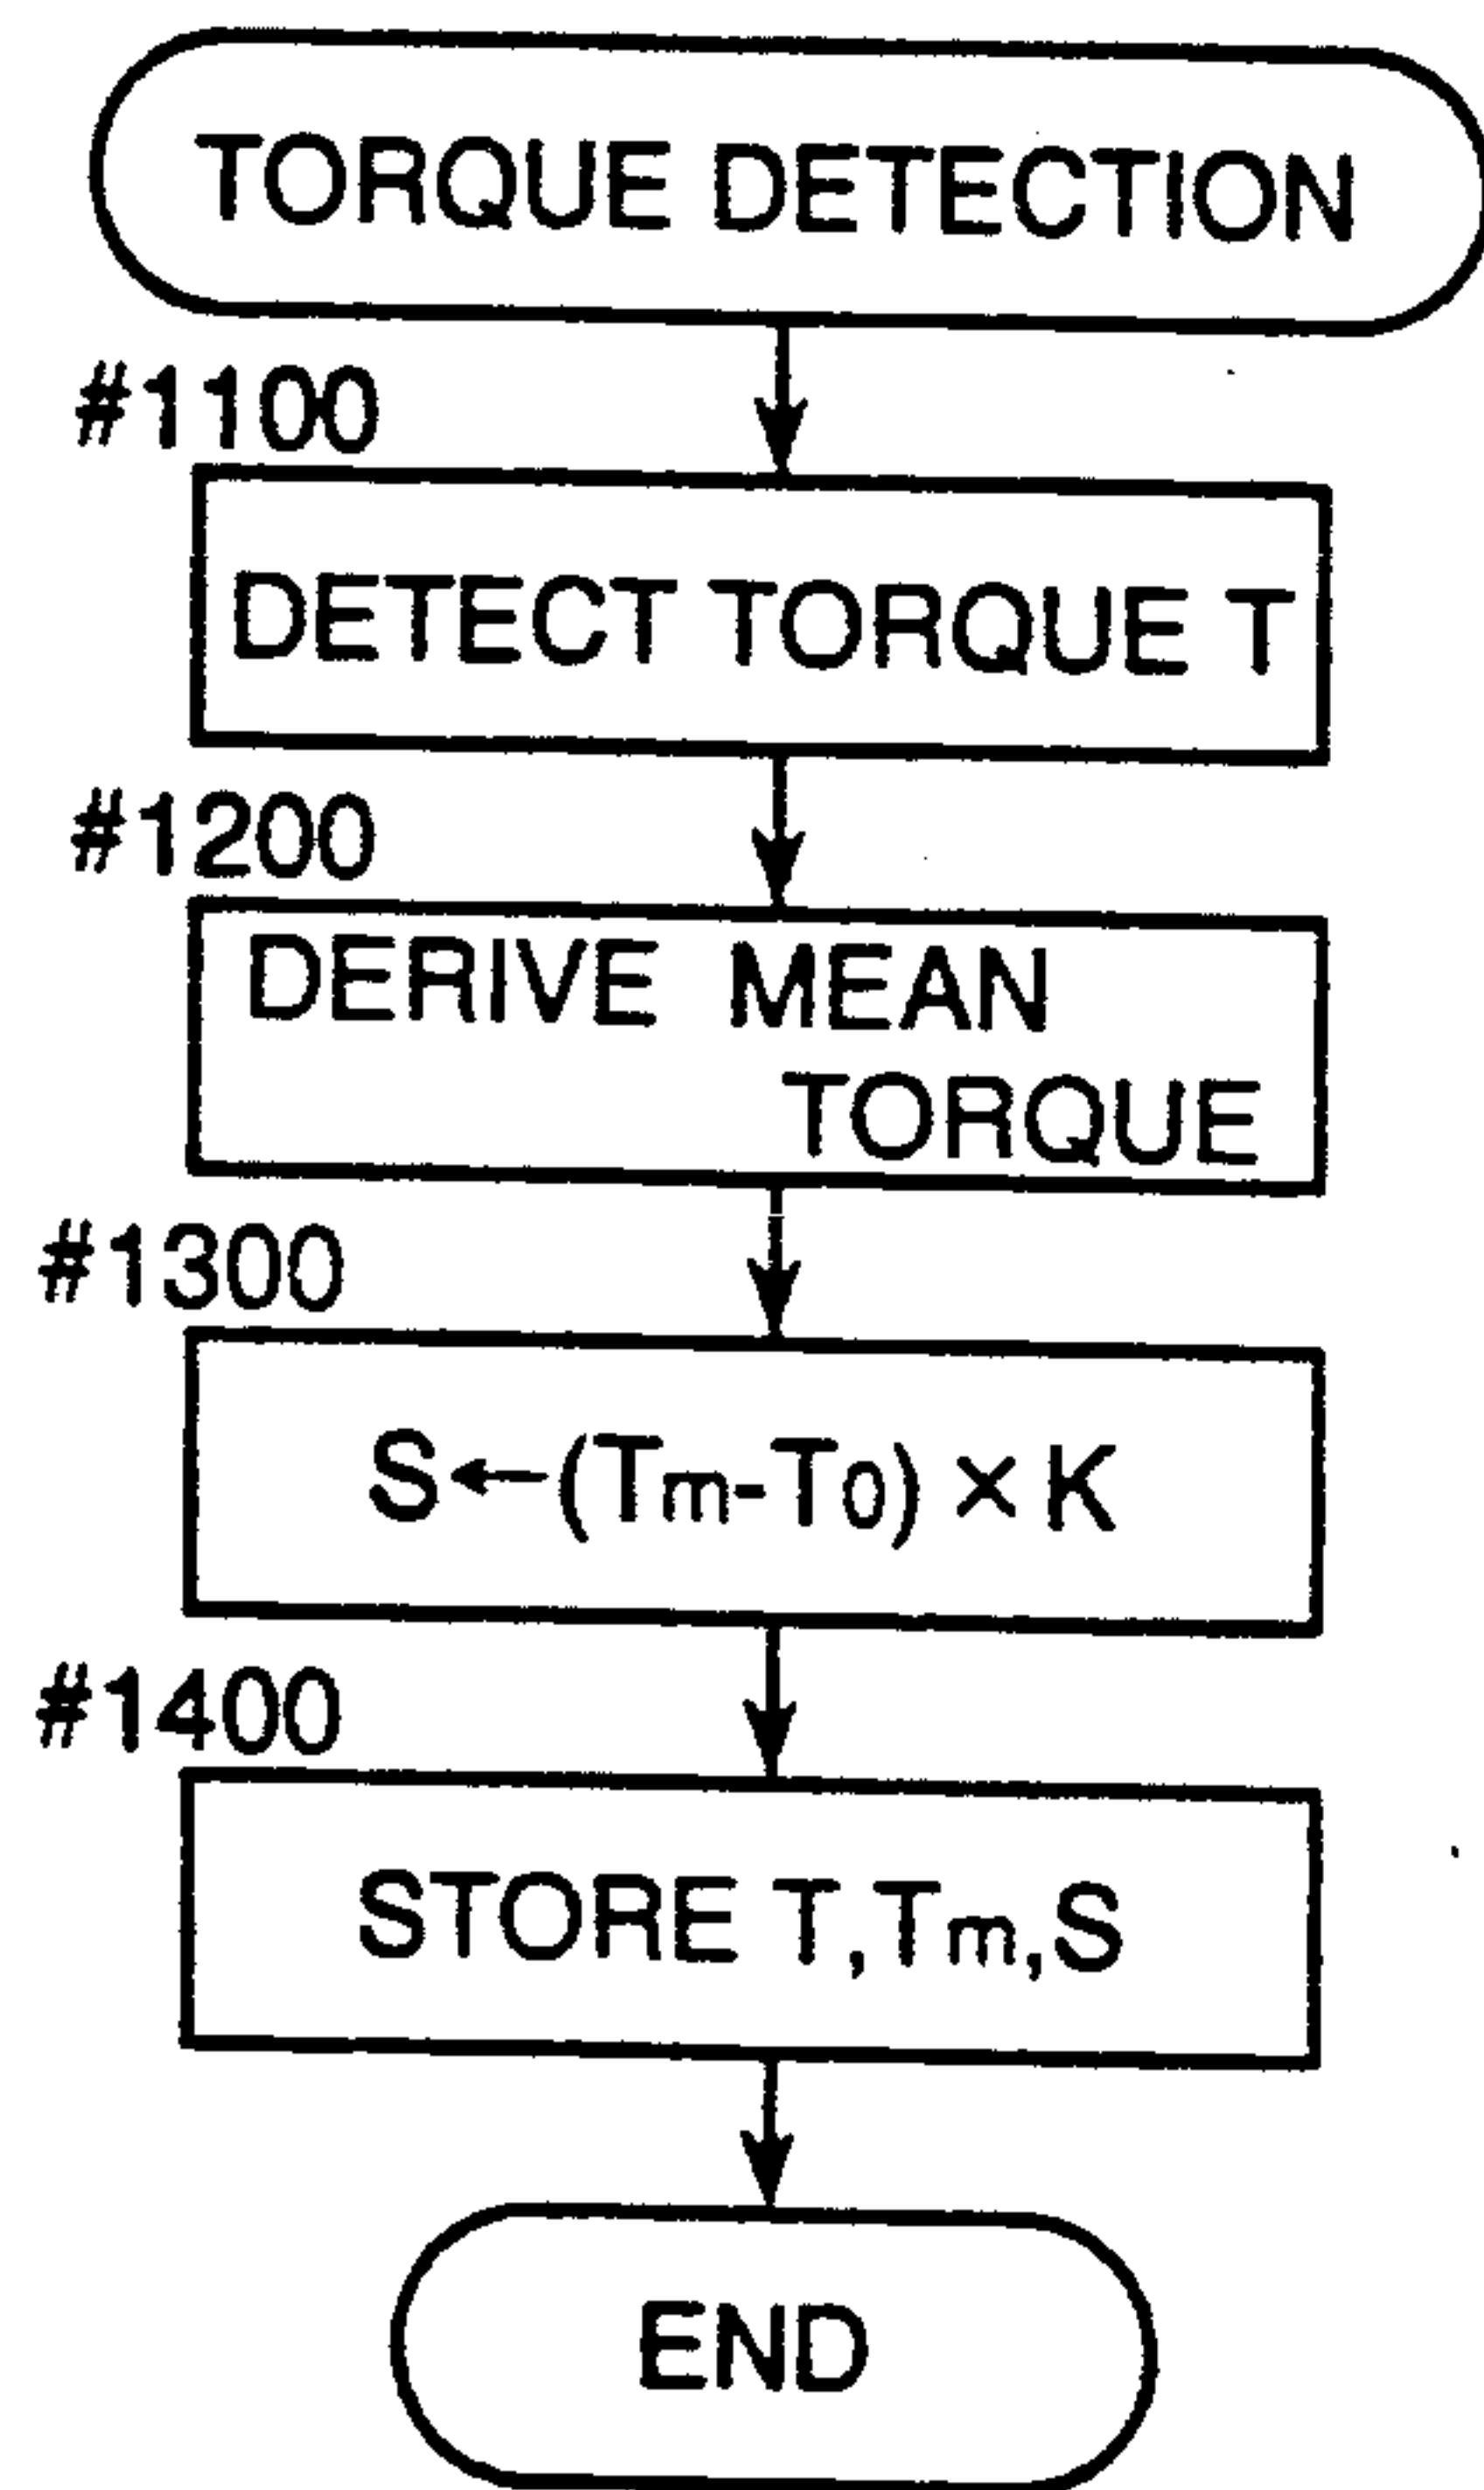 TORQUE DETECTION
#1100
DETECT TORQUE T
#1200
DERIVE MEAN
TORQUE
#1300
S←(Tm-T0) × K
#1400
STORE T,Tm,S
END